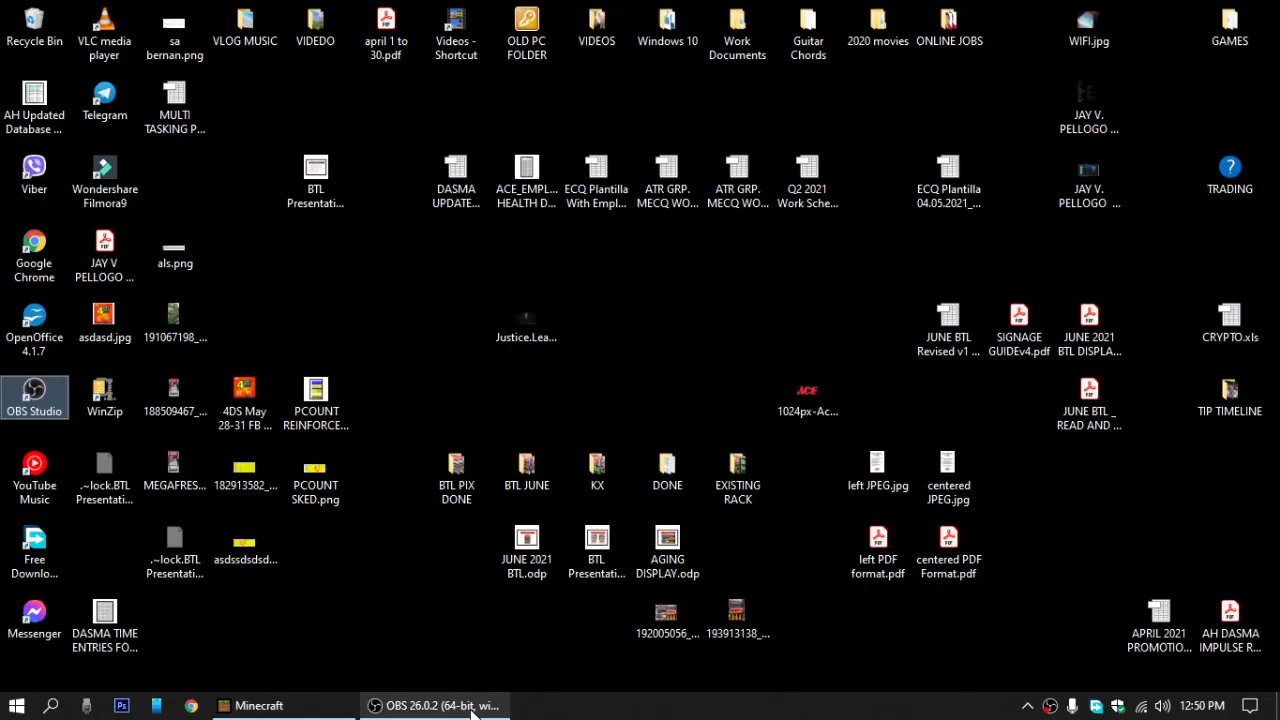 Recycle Bin
VLC media
player
sa
bernan.png
VLOG MUSIC
VIDEDO
april 1 to
30.pdf
Videos -
Shortcut
OLD PC
FOLDER
VIDEOS
Windows 10
Work
Documents
Guitar
Chords
2020 movies
ONLINE JOBS
WIFI.jpg
GAMES
AH Updated
Database ...
Telegram
MULTI
TASKING P...
JAY V.
PELLOGO ...
Viber
Wondershare
Filmora9
BTL
Presentati...
DASMA
UPDATE...
ACE_EMPL...
HEALTH D...
ECQ Plantilla
With Empl...
ATR GRP.
MECQ WO...
ATR GRP.
MECQ WO...
Q2 2021
Work Sche...
ECQ Plantilla
04.05.2021_...
JAY V.
PELLOGO ...
TRADING
Google
Chrome
JAY V
PELLOGO ...
als.png
OpenOffice
4.1.7
asdasd.jpg
191067198_...
Justice.Lea...
JUNE BTL
Revised v1 ...
SIGNAGE
GUIDEv4.pdf
JUNE 2021
BTL DISPLA...
CRYPTO.xls
OBS Studio
WinZip
188509467_...
4DS May
28-31 FB ...
PCOUNT
REINFORCE...
ACE
1024px-Ac...
JUNE BTL _
READ AND ...
TIP TIMELINE
YouTube
Music
.~lock.BTL
Presentati...
MEGAFRES...
182913582_...
PCOUNT
SKED.png
BTL PIX
DONE
BTL JUNE
KX
DONE
EXISTING
RACK
left JPEG.jpg
centered
JPEG.jpg
Free
Downlo...
.~lock.BTL
Presentati...
asdssdsdsd...
JUNE 2021
BTL.odp
BTL
Presentati...
AGING
DISPLAY.odp
left PDF
format.pdf
centered PDF
Format.pdf
Messenger
DASMA TIME
ENTRIES FO...
192005056_...
193913138_...
APRIL 2021
PROMOTIO...
AH DASMA
IMPULSE R...
Ps
Minecraft
OBS 26.0.2 (64-bit, wi...
12:50 PM